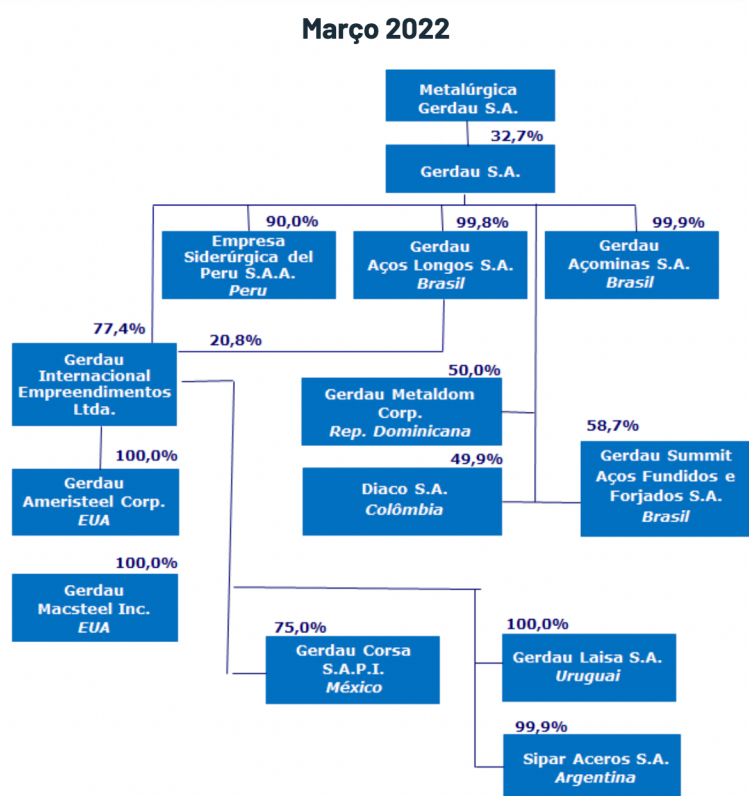 Março 2022
Metalúrgica
Gerdau S.A.
32,7%
Gerdau S.A.
90,0%
Empresa
Siderúrgica del
Peru S.A.A.
Peru
99,8%
Gerdau
Aços Longos S.A.
Brasil
99,9%
Gerdau
Açominas S.A.
Brasil
77,4%
20,8%
Gerdau
Internacional
Empreendimentos
Ltda.
50,0%
Gerdau Metaldom
Corp.
Rep. Dominicana
58,7%
Gerdau Summit
Aços Fundidos e
Forjados S.A.
Brasil
49,9%
Diaco S.A.
Colômbia
100,0%
Gerdau
Ameristeel Corp.
EUA
100,0%
Gerdau
Macsteel Inc.
EUA
75,0%
Gerdau Corsa
S.A.P.I.
México
100,0%
Gerdau Laisa S.A.
Uruguai
99,9%
Sipar Aceros S.A.
Argentina